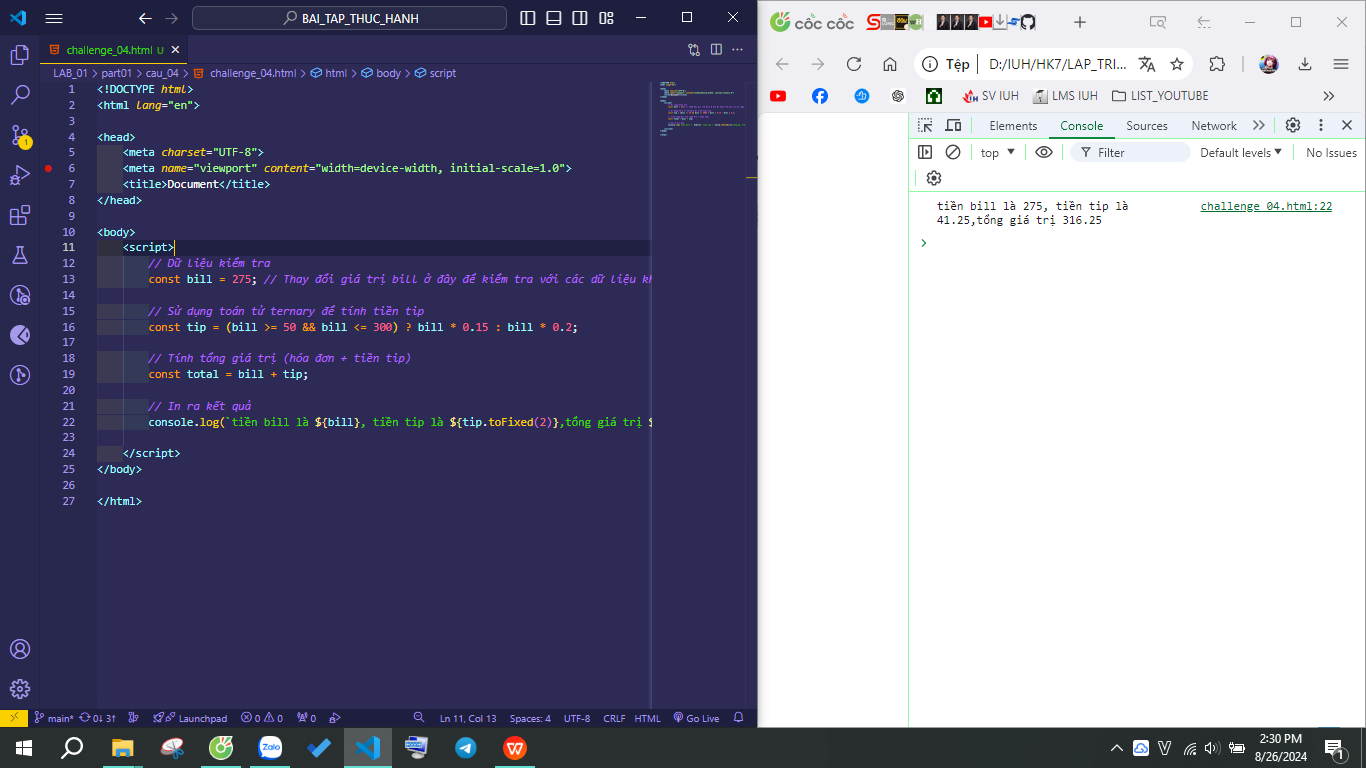 BAI_TAP_THUC_HANH
challenge_04.html U
LAB_01 > part01 > cau_04 > challenge_04.html > html > body > script
1 <!DOCTYPE html>
2 <html lang="en">
3
4 <head>
5 <meta charset="UTF-8">
6 <meta name="viewport" content="width=device-width, initial-scale=1.0">
7 <title>Document</title>
8 </head>
9
10 <body>
11 <script>
12 // Dữ liệu kiểm tra
13 const bill = 275; // Thay đổi giá trị bill ở đây để kiểm tra với các dữ liệu kh
14
15 // Sử dụng toán tử ternary để tính tiền tip
16 const tip = (bill >= 50 && bill <= 300) ? bill * 0.15 : bill * 0.2;
17
18 // Tính tổng giá trị (hóa đơn + tiền tip)
19 const total = bill + tip;
20
21 // In ra kết quả
22 console.log(`tiền bill là ${bill}, tiền tip là ${tip.toFixed(2)},tổng giá trị $
23
24 </script>
25 </body>
26
27 </html>
1
main* 0↓ 3↑ Launchpad 0 0 0 Ln 11, Col 13 Spaces: 4 UTF-8 CRLF HTML Go Live
cốc cốc
Tệp D:/IUH/HK7/LAP_TRI...
SV IUH LMS IUH LIST_YOUTUBE
Elements Console Sources Network
top Filter Default levels No Issues
tiền bill là 275, tiền tip là challenge_04.html:22
41.25,tổng giá trị 316.25
Zalo
2:30 PM
8/26/2024
1